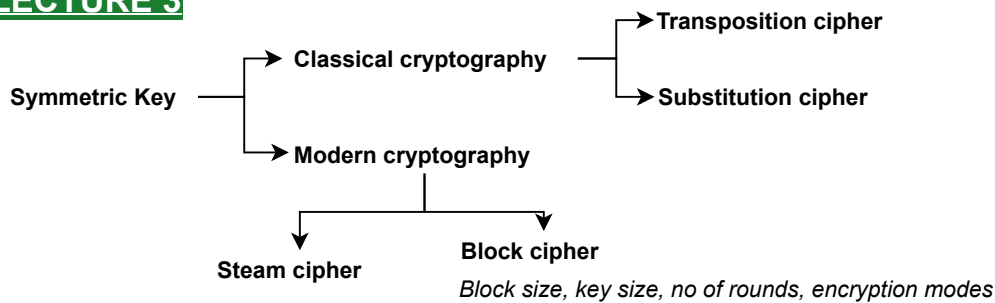 LECTURE 3
Transposition cipher
Classical cryptography
Symmetric Key
Substitution cipher
Modern cryptography
Steam cipher
Block cipher
Block size, key size, no of rounds, encryption modes